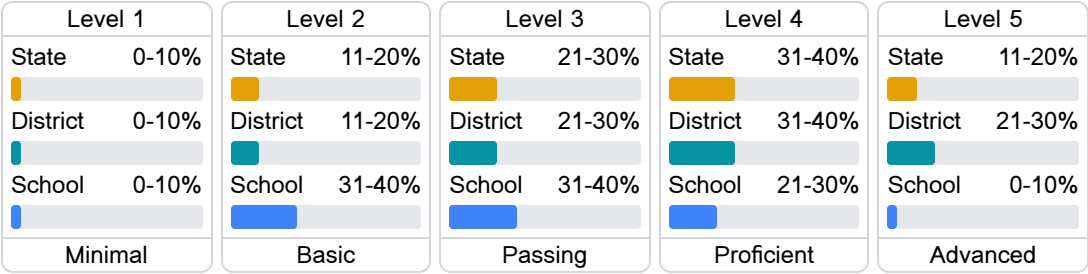 Level 1
State 0-10%
District 0-10%
School 0-10%
Minimal
Level 2
State 11-20%
District 11-20%
School 31-40%
Basic
Level 3
State 21-30%
District 21-30%
School 31-40%
Passing
Level 4
State 31-40%
District 31-40%
School 21-30%
Proficient
Level 5
State 11-20%
District 21-30%
School 0-10%
Advanced